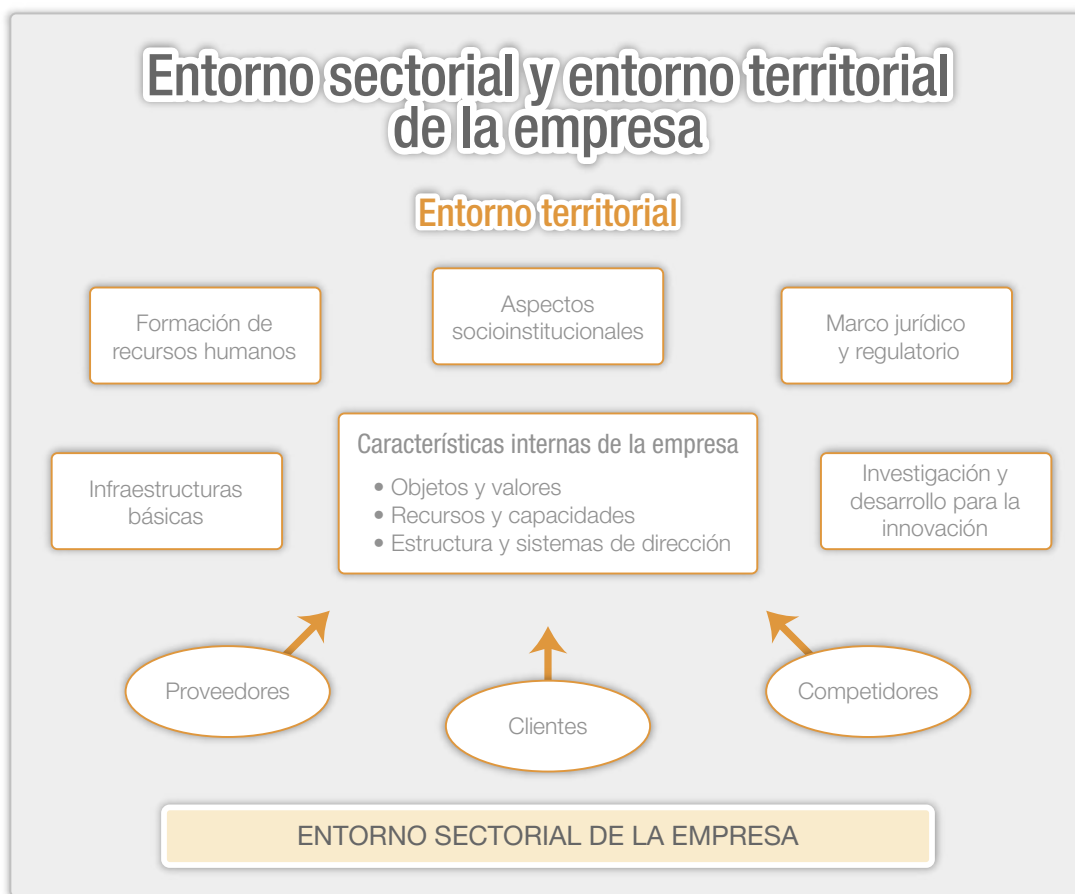 Entorno sectorial y entorno territorial
de la empresa
Entorno territorial
Formación de
recursos humanos
Aspectos
socioinstitucionales
Marco jurídico
y regulatorio
Infraestructuras
básicas
Características internas de la empresa
• Objetos y valores
• Recursos y capacidades
• Estructura y sistemas de dirección
Investigación y
desarrollo para la
innovación
Proveedores
Clientes
Competidores
ENTORNO SECTORIAL DE LA EMPRESA